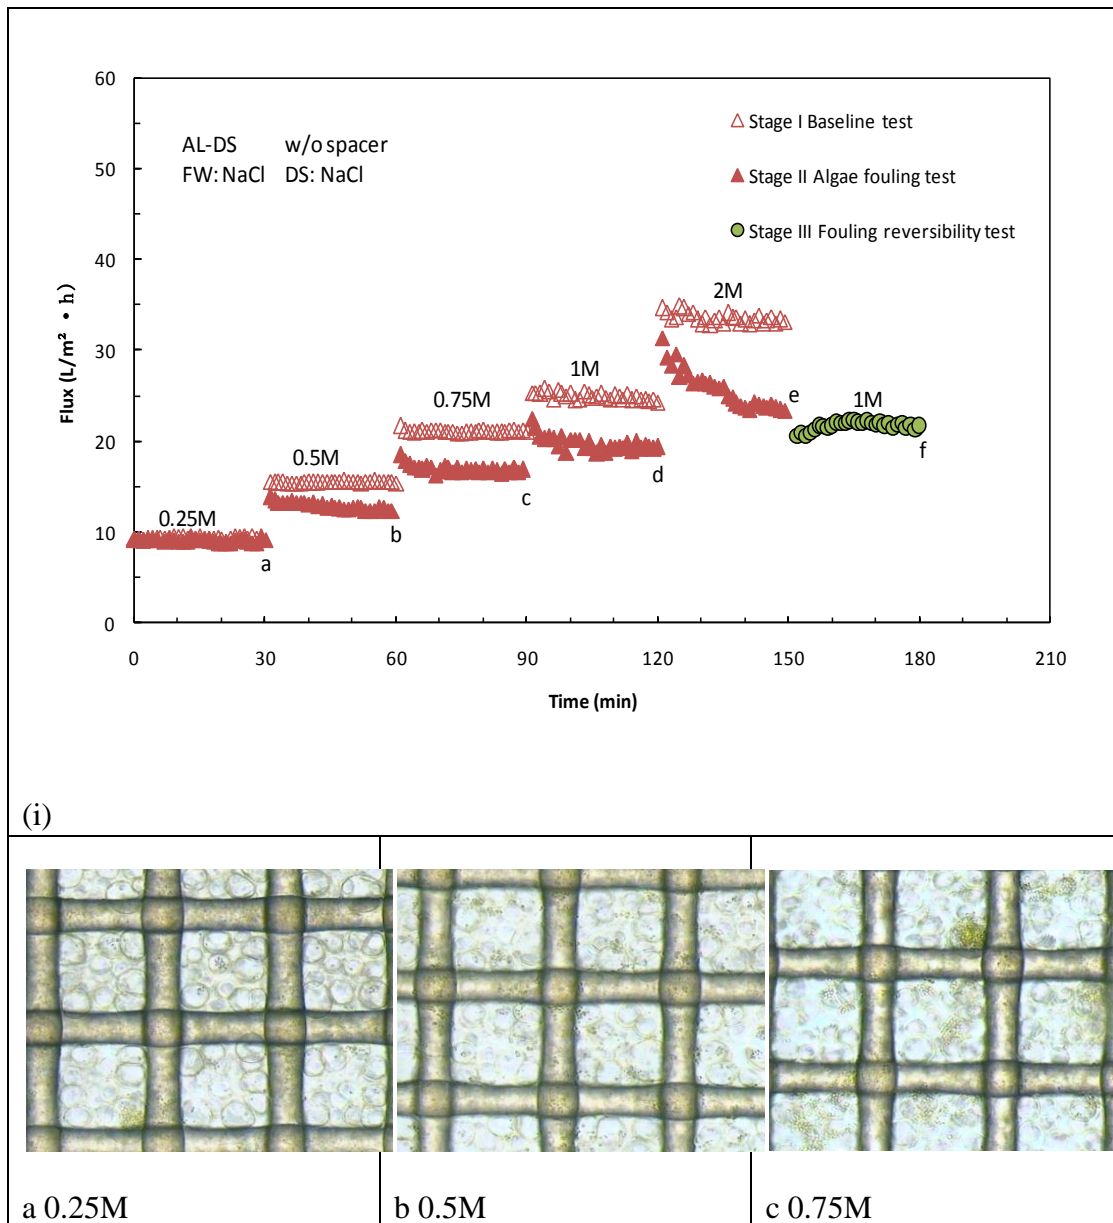 60
50
40
30
20
10
0
Flux (L/m² • h)
AL-DS w/o spacer
FW: NaCl DS: NaCl
Stage I Baseline test
Stage II Algae fouling test
Stage III Fouling reversibility test
2M
1M
0.75M
0.5M
0.25M
1M
a
b
c
d
e
f
0 30 60 90 120 150 180 210
Time (min)
(i)
a 0.25M
b 0.5M
c 0.75M